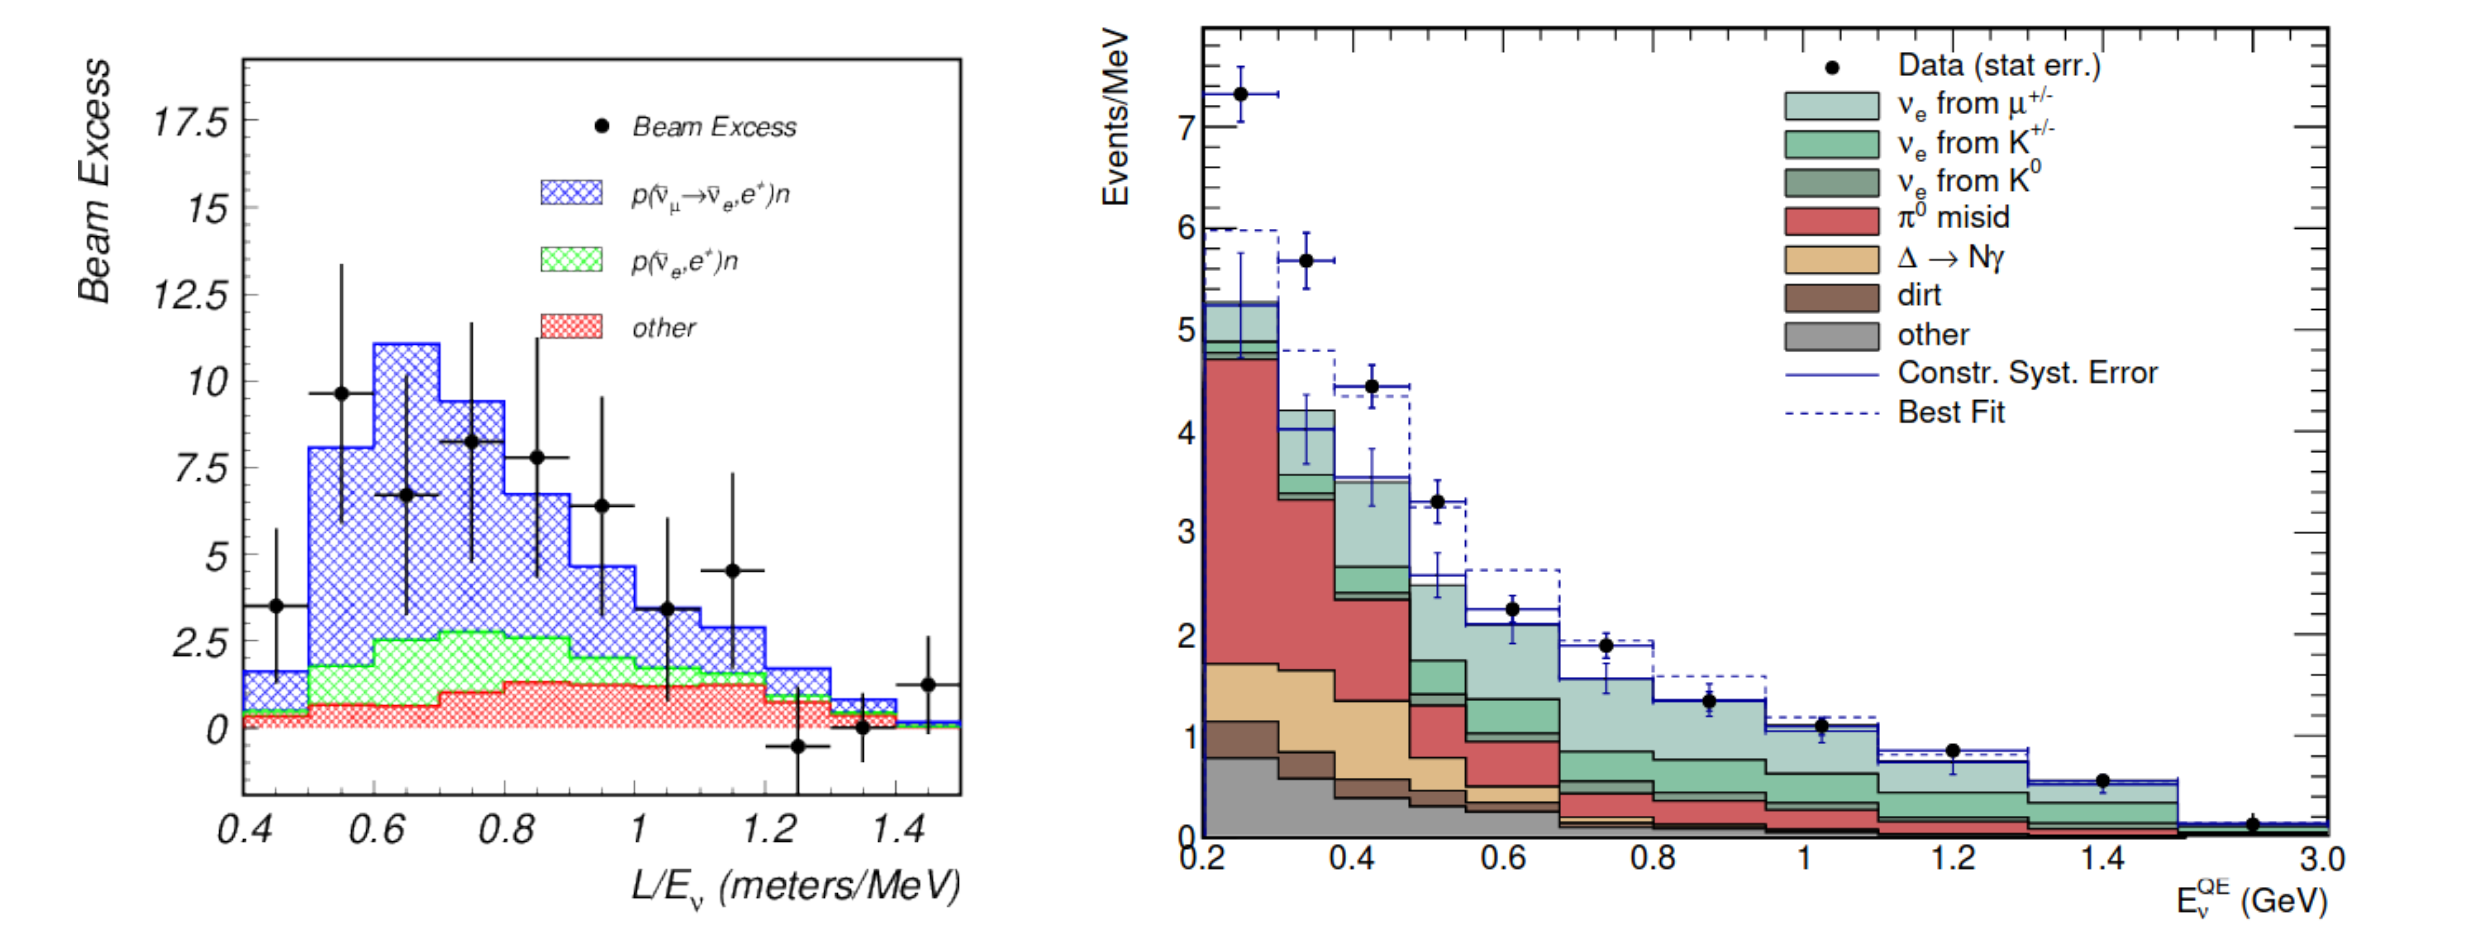 Beam Excess
17.5
15
12.5
10
7.5
5
2.5
0
0.4 0.6 0.8 1 1.2 1.4
L/Eν (meters/MeV)
Beam Excess
p(ν̄μ→ν̄e,e⁺)n
p(ν̄e,e⁺)n
other
Events/MeV
7
6
5
4
3
2
1
0
0.2 0.4 0.6 0.8 1 1.2 1.4 3.0
EνQE (GeV)
Data (stat err.)
νe from μ+/-
νe from K+/-
νe from K0
π0 misid
Δ → Nγ
dirt
other
Constr. Syst. Error
Best Fit